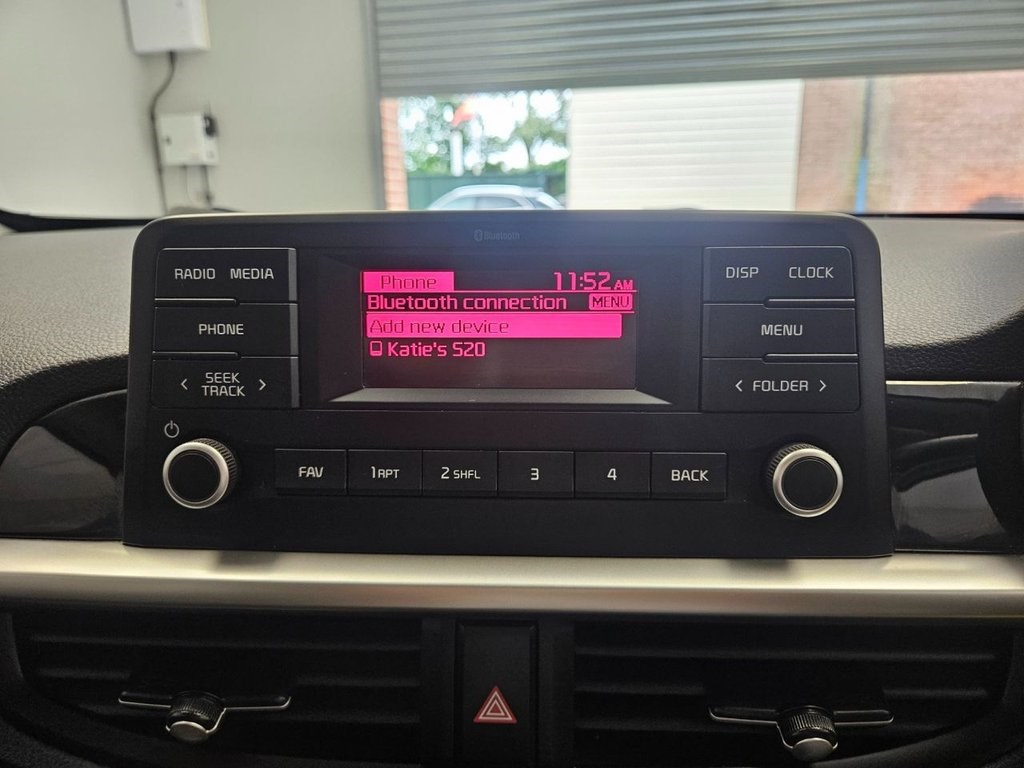 Bluetooth
RADIO MEDIA
PHONE
< SEEK TRACK >
Phone 11:52 AM
Bluetooth connection MENU
Add new device
Katie's S20
DISP CLOCK
MENU
< FOLDER >
FAV 1 RPT 2 SHFL 3 4 BACK